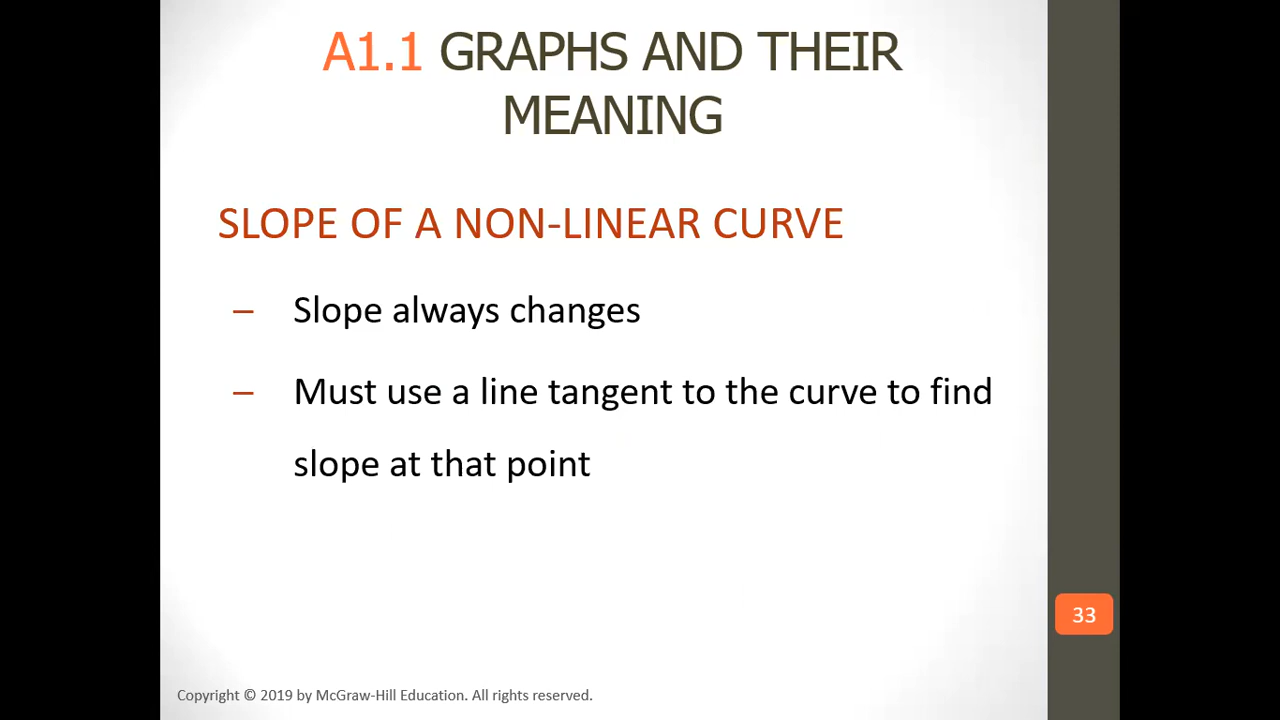 A1.1 GRAPHS AND THEIR
MEANING
SLOPE OF A NON-LINEAR CURVE
– Slope always changes
– Must use a line tangent to the curve to find
slope at that point
33
Copyright © 2019 by McGraw-Hill Education. All rights reserved.